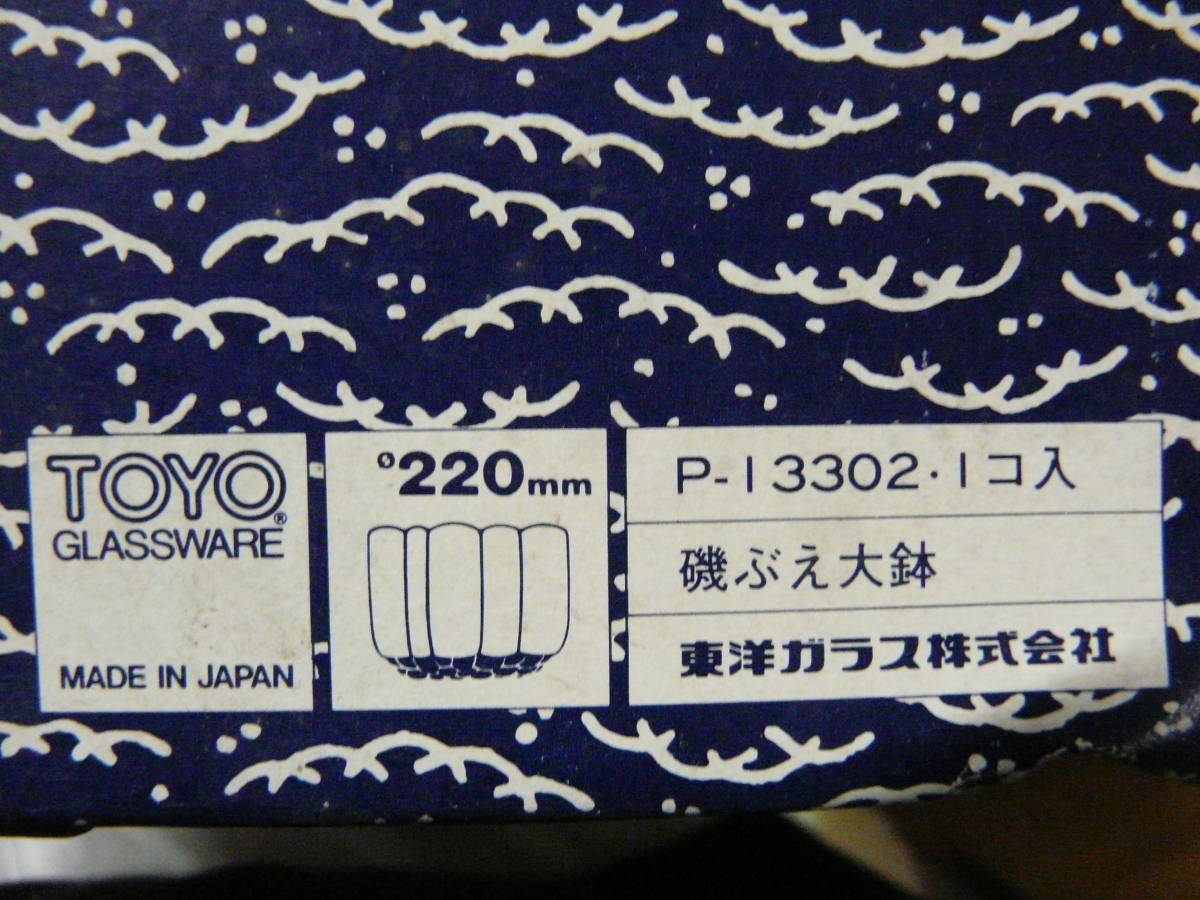 TOYO®
GLASSWARE
MADE IN JAPAN
ø220mm
P-13302・1コ入
磯ぶえ大鉢
東洋ガラス株式会社